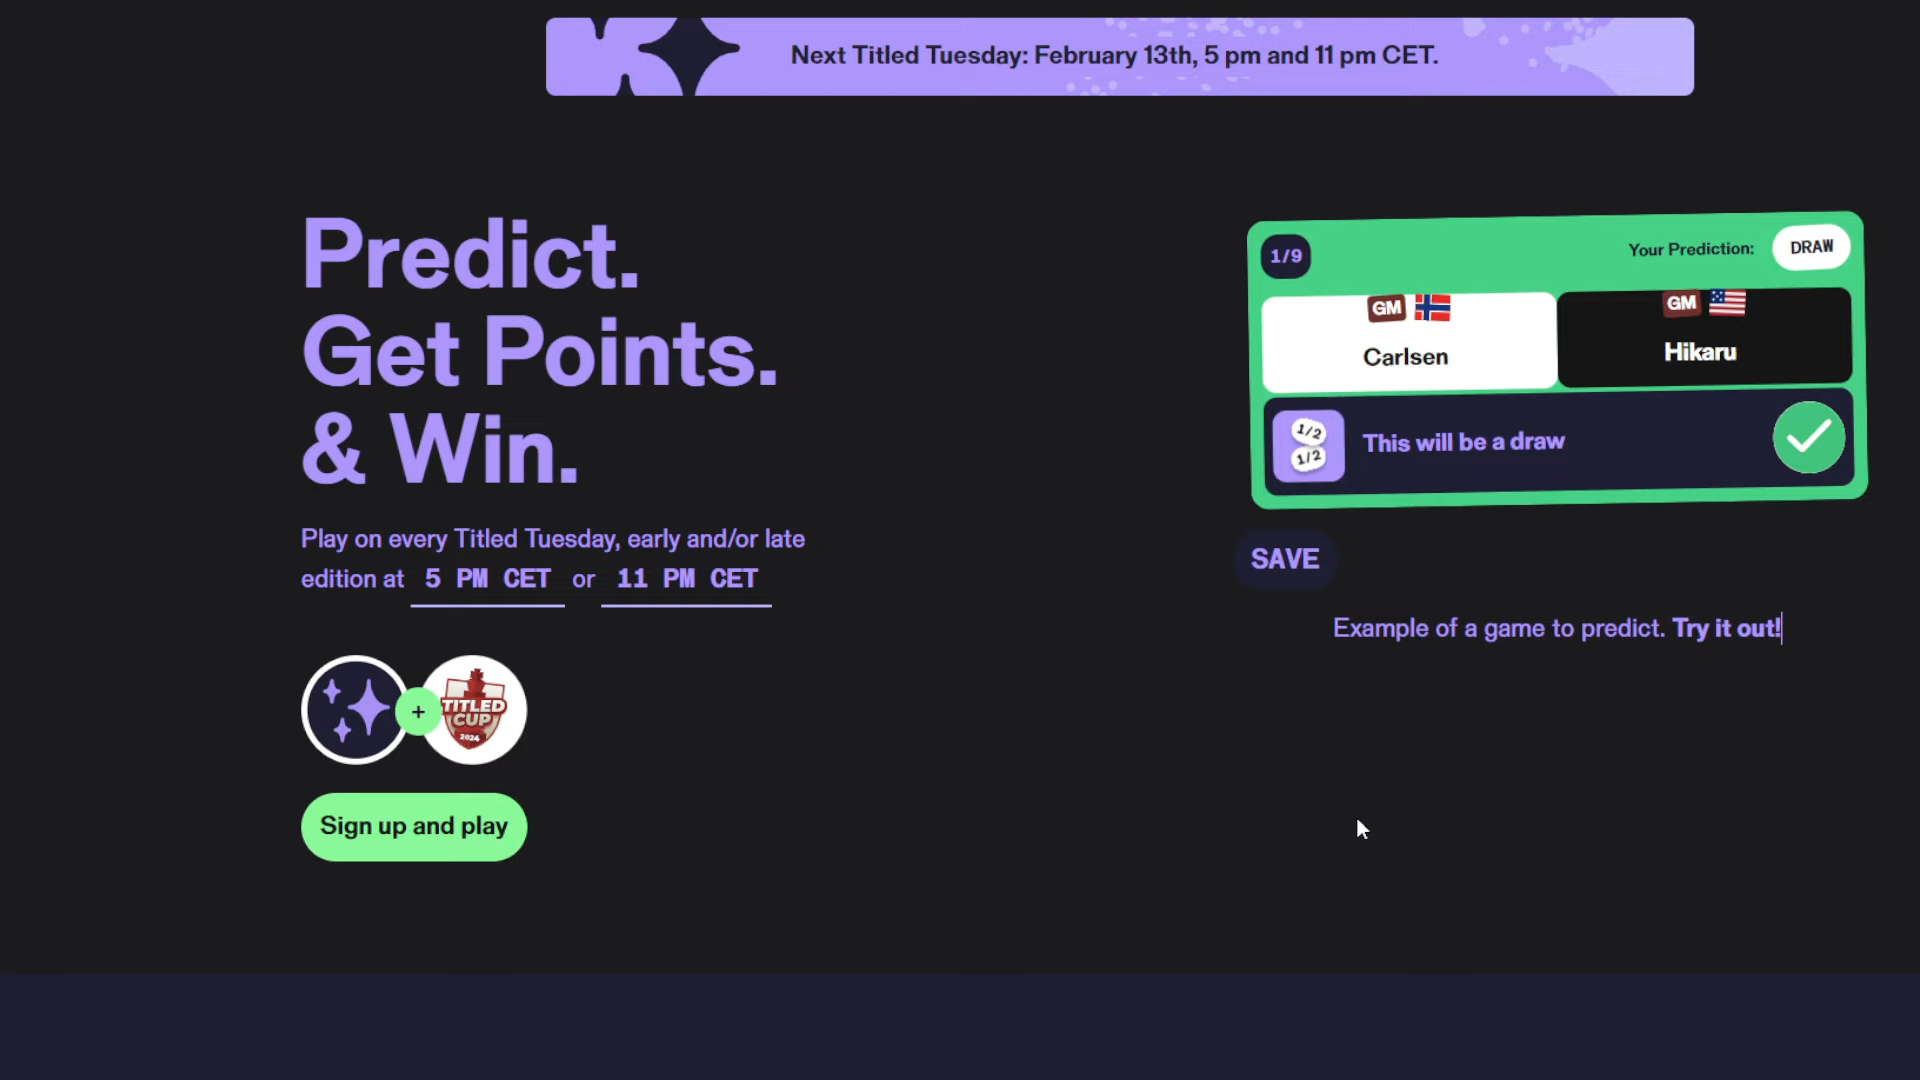 Next Titled Tuesday: February 13th, 5 pm and 11 pm CET.
Predict.
Get Points.
& Win.
Play on every Titled Tuesday, early and/or late
edition at 5 PM CET or 11 PM CET
+
TITLED
CUP
2024
Sign up and play
1/9
Your Prediction: DRAW
GM
Carlsen
GM
Hikaru
1/2
1/2
This will be a draw
SAVE
Example of a game to predict. Try it out!